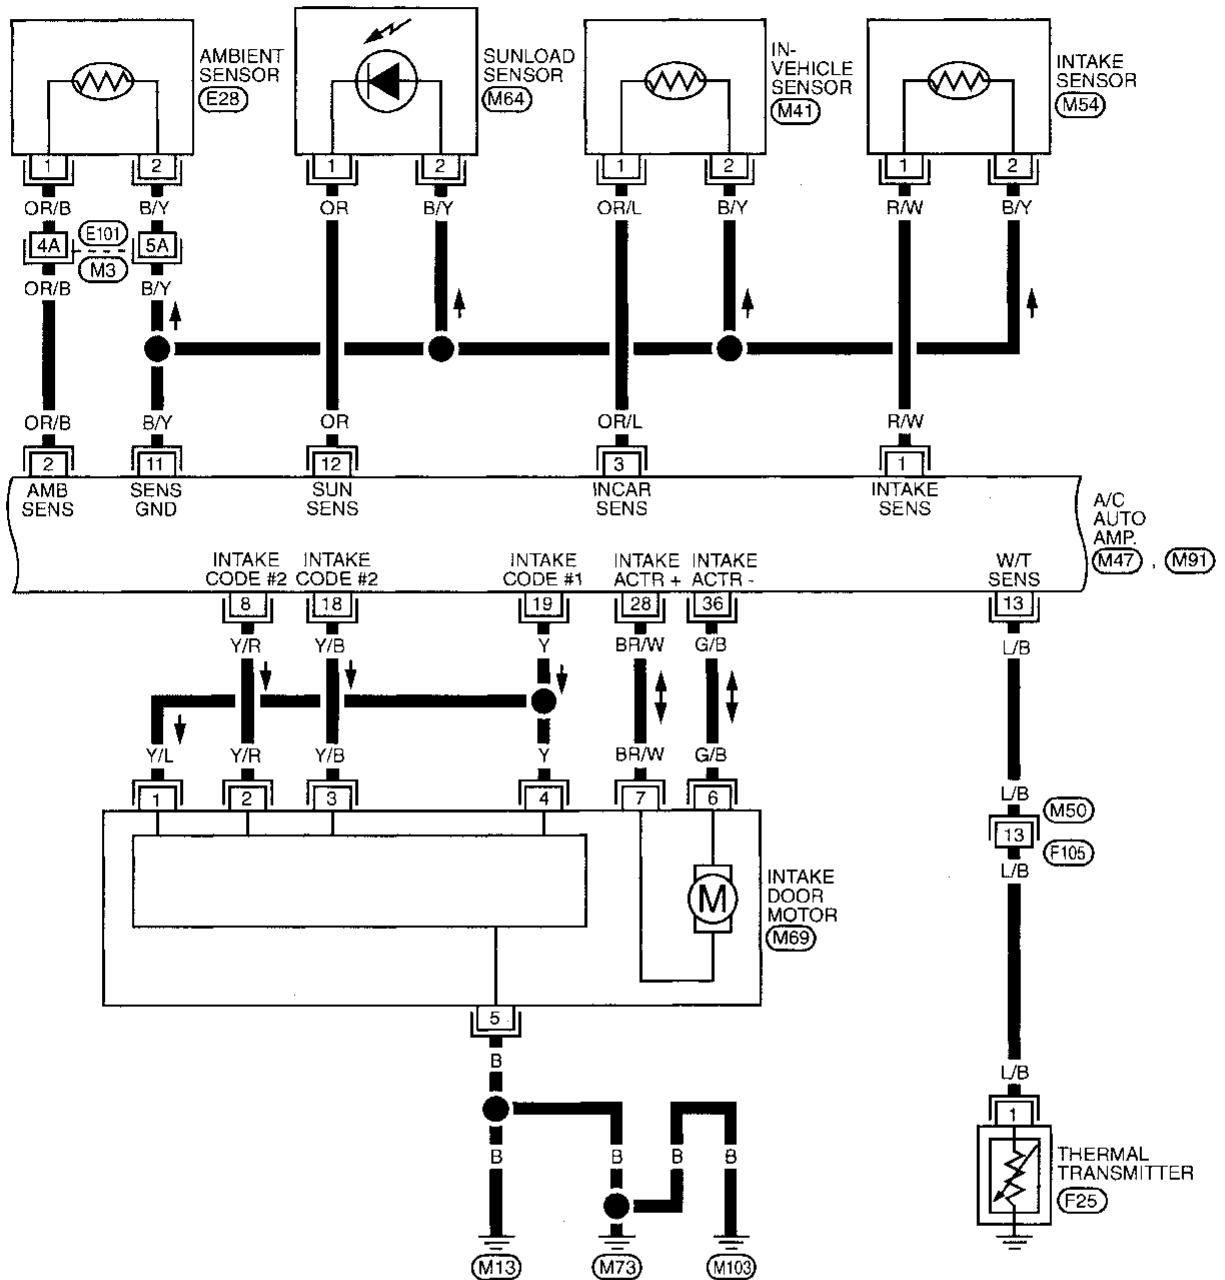 AMBIENT
SENSOR
E28
SUNLOAD
SENSOR
M64
IN-
VEHICLE
SENSOR
M41
INTAKE
SENSOR
M54
1 2 1 2 1 2 1 2
OR/B B/Y OR B/Y OR/L B/Y R/W B/Y
4A E101 5A
M3
OR/B B/Y
OR/B B/Y OR OR/L R/W
2 11 12 3 1
AMB
SENS
SENS
GND
SUN
SENS
INCAR
SENS
INTAKE
SENS
A/C
AUTO
AMP.
M47 , M91
INTAKE
CODE #2
INTAKE
CODE #2
INTAKE
CODE #1
INTAKE
ACTR +
INTAKE
ACTR -
W/T
SENS
8 18 19 28 36 13
Y/R Y/B Y BR/W G/B L/B
Y/L Y/R Y/B Y BR/W G/B
1 2 3 4 7 6
L/B
M50
13
F105
L/B
M
INTAKE
DOOR
MOTOR
M69
5
B
L/B
1
B B B B
THERMAL
TRANSMITTER
F25
M13 M73 M103